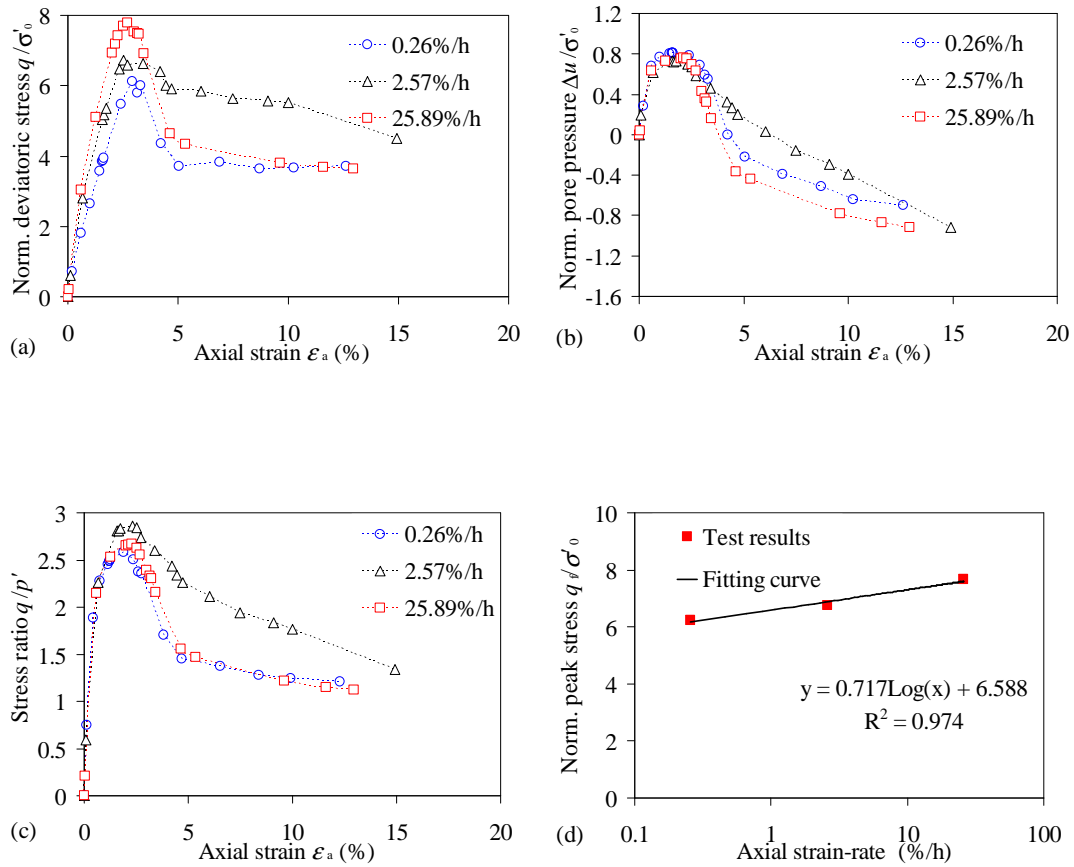 Norm. deviatoric stress q/σ'0
8
6
4
2
0
0.26%/h
2.57%/h
25.89%/h
0
5
10
15
20
Axial strain εa (%)
(a)
Norm. pore pressure Δu/σ'0
1.6
1.2
0.8
0.4
0
-0.4
-0.8
-1.2
-1.6
0.26%/h
2.57%/h
25.89%/h
0
5
10
15
20
Axial strain εa (%)
(b)
Stress ratio q/p'
3
2.5
2
1.5
1
0.5
0
0.26%/h
2.57%/h
25.89%/h
0
5
10
15
20
Axial strain εa (%)
(c)
Norm. peak stress qf/σ'0
10
8
6
4
2
0
Test results
Fitting curve
y = 0.717Log(x) + 6.588
R² = 0.974
0.1
1
10
100
Axial strain-rate (%/h)
(d)